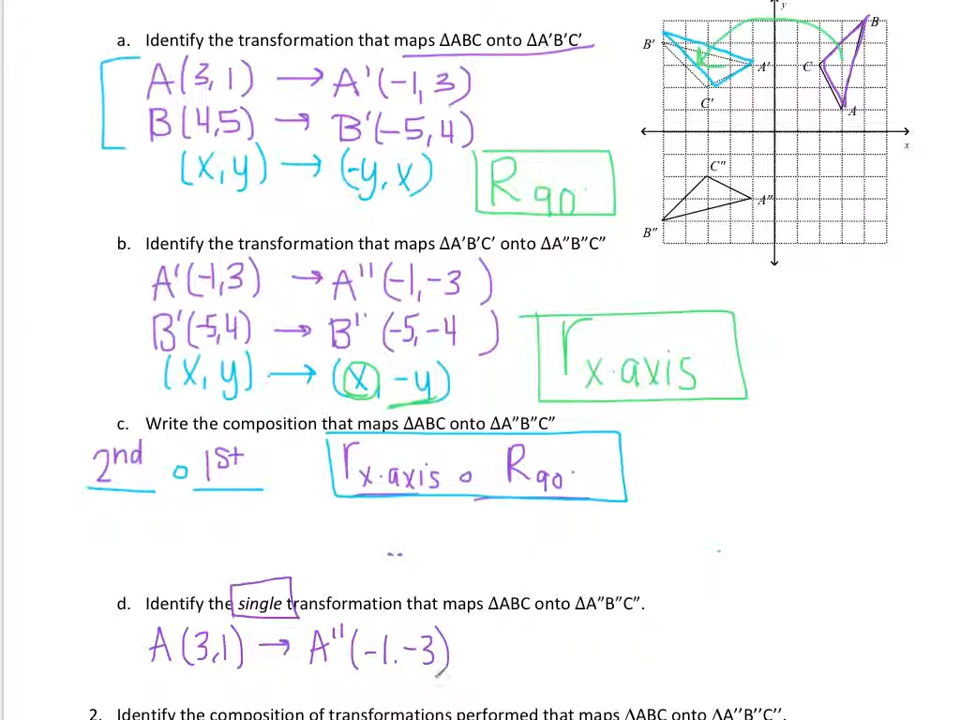 a. Identify the transformation that maps ΔABC onto ΔA'B'C'
A(3, 1) → A'(-1, 3)
B(4,5) → B'(-5, 4)
(x, y) → (-y, x) R90°
b. Identify the transformation that maps ΔA'B'C' onto ΔA"B"C"
A'(-1,3) → A"(-1, -3)
B'(-5,4) → B"(-5, -4)
(x, y) → (x, -y) r x-axis
c. Write the composition that maps ΔABC onto ΔA"B"C"
2nd ∘ 1st r x-axis ∘ R90°
d. Identify the single transformation that maps ΔABC onto ΔA"B"C".
A(3,1) → A"(-1.-3)
2. Identify the composition of transformations performed that maps ΔABC onto ΔA''B''C''.
y
B
B'
A'
C
C'
A
x
C"
A"
B"